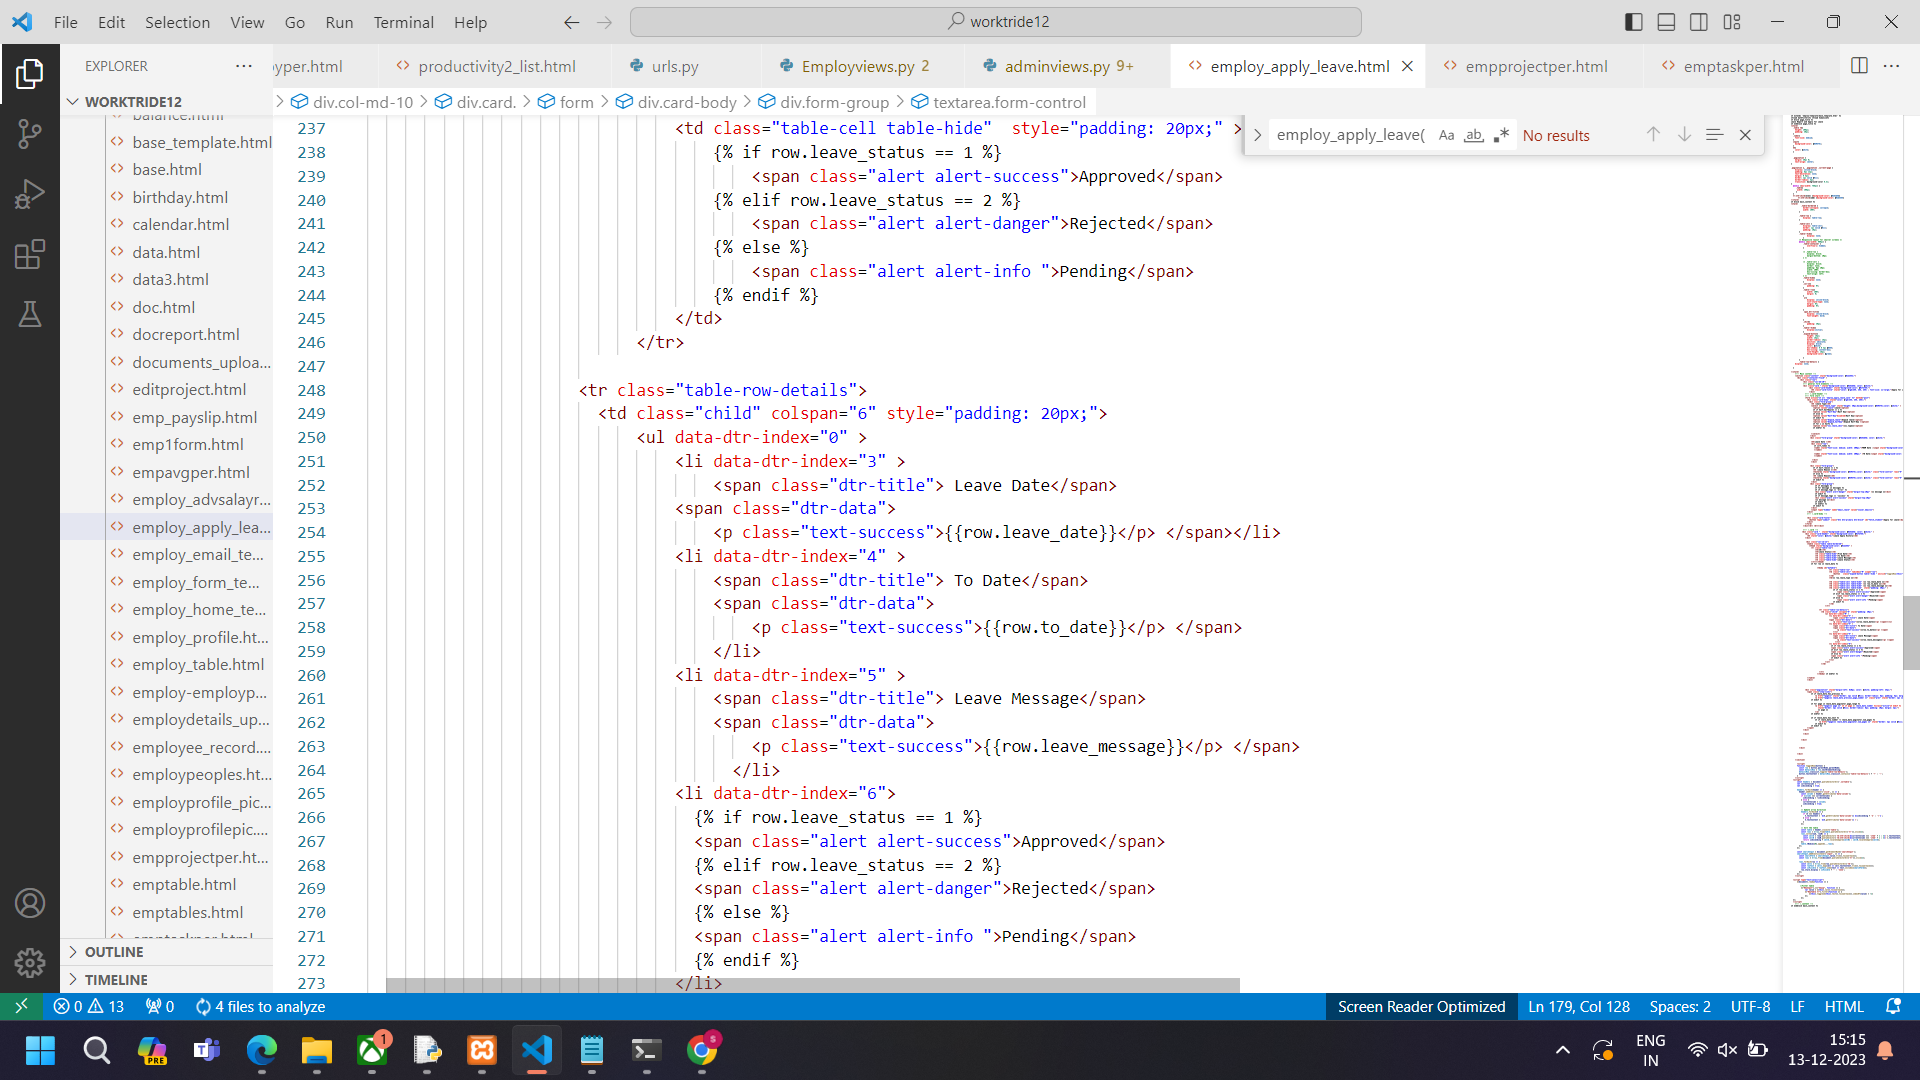 File Edit Selection View Go Run Terminal Help
worktride12
EXPLORER
yper.html
productivity2_list.html
urls.py
Employviews.py 2
adminviews.py 9+
employ_apply_leave.html
empprojectper.html
emptaskper.html
WORKTRIDE12
div.col-md-10 div.card. form div.card-body div.form-group textarea.form-control
employ_apply_leave( Aa ab No results
balance.html
base_template.html
base.html
birthday.html
calendar.html
data.html
data3.html
doc.html
docreport.html
documents_uploa...
editproject.html
emp_payslip.html
emp1form.html
empavgper.html
employ_advsalayr...
employ_apply_lea...
employ_email_te...
employ_form_te...
employ_home_te...
employ_profile.ht...
employ_table.html
employ-employp...
employdetails_up...
employee_record....
employpeoples.ht...
employprofile_pic...
employprofilepic....
empprojectper.ht...
emptable.html
emptables.html
OUTLINE
TIMELINE
237 <td class="table-cell table-hide"  style="padding: 20px;" >
238 {% if row.leave_status == 1 %}
239 <span class="alert alert-success">Approved</span>
240 {% elif row.leave_status == 2 %}
241 <span class="alert alert-danger">Rejected</span>
242 {% else %}
243 <span class="alert alert-info ">Pending</span>
244 {% endif %}
245 </td>
246 </tr>
247
248 <tr class="table-row-details">
249 <td class="child" colspan="6" style="padding: 20px;">
250 <ul data-dtr-index="0" >
251 <li data-dtr-index="3" >
252 <span class="dtr-title"> Leave Date</span>
253 <span class="dtr-data">
254 <p class="text-success">{{row.leave_date}}</p> </span></li>
255 <li data-dtr-index="4" >
256 <span class="dtr-title"> To Date</span>
257 <span class="dtr-data">
258 <p class="text-success">{{row.to_date}}</p> </span>
259 </li>
260 <li data-dtr-index="5" >
261 <span class="dtr-title"> Leave Message</span>
262 <span class="dtr-data">
263 <p class="text-success">{{row.leave_message}}</p> </span>
264 </li>
265 <li data-dtr-index="6">
266 {% if row.leave_status == 1 %}
267 <span class="alert alert-success">Approved</span>
268 {% elif row.leave_status == 2 %}
269 <span class="alert alert-danger">Rejected</span>
270 {% else %}
271 <span class="alert alert-info ">Pending</span>
272 {% endif %}
273 </li>
0 13 0 4 files to analyze
Screen Reader Optimized Ln 179, Col 128 Spaces: 2 UTF-8 LF HTML
PRE
1
s
ENG
IN
15:15
13-12-2023